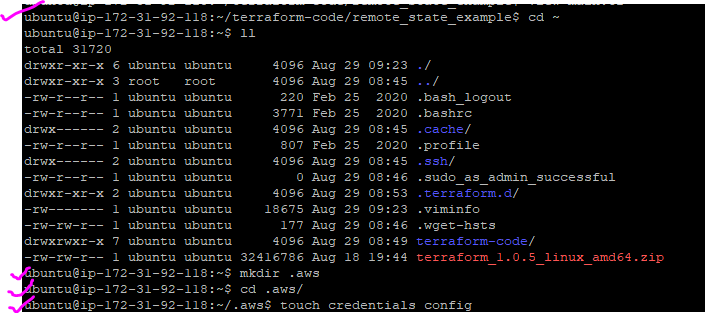 ubuntu@ip-172-31-92-118:~/terraform-code/remote_state_example$ cd ~
ubuntu@ip-172-31-92-118:~$ ll
total 31720
drwxr-xr-x 6 ubuntu ubuntu     4096 Aug 29 09:23 ./
drwxr-xr-x 3 root   root       4096 Aug 29 08:45 ../
-rw-r--r-- 1 ubuntu ubuntu      220 Feb 25  2020 .bash_logout
-rw-r--r-- 1 ubuntu ubuntu     3771 Feb 25  2020 .bashrc
drwx------ 2 ubuntu ubuntu     4096 Aug 29 08:45 .cache/
-rw-r--r-- 1 ubuntu ubuntu      807 Feb 25  2020 .profile
drwx------ 2 ubuntu ubuntu     4096 Aug 29 08:45 .ssh/
-rw-r--r-- 1 ubuntu ubuntu        0 Aug 29 08:46 .sudo_as_admin_successful
drwxrwxr-x 2 ubuntu ubuntu     4096 Aug 29 08:53 .terraform.d/
-rw------- 1 ubuntu ubuntu    18675 Aug 29 09:23 .viminfo
-rw-rw-r-- 1 ubuntu ubuntu      177 Aug 29 08:46 .wget-hsts
drwxrwxr-x 7 ubuntu ubuntu     4096 Aug 29 08:49 terraform-code/
-rw-rw-r-- 1 ubuntu ubuntu 32416786 Aug 18 19:44 terraform_1.0.5_linux_amd64.zip
ubuntu@ip-172-31-92-118:~$ mkdir .aws
ubuntu@ip-172-31-92-118:~$ cd .aws/
ubuntu@ip-172-31-92-118:~/.aws$ touch credentials config